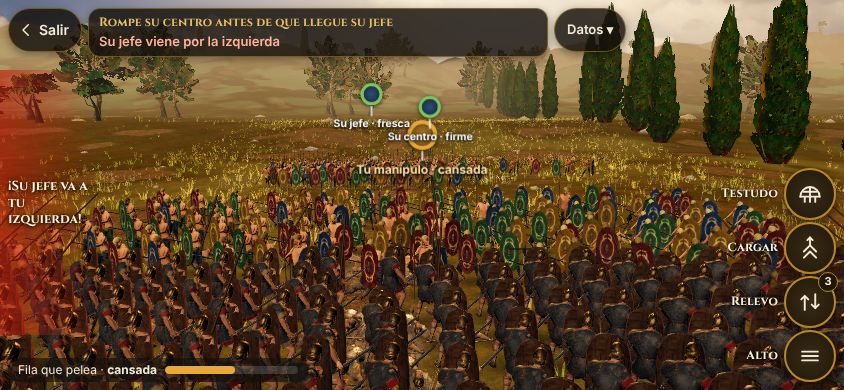 Salir
Rompe su centro antes de que llegue su jefe
Su jefe viene por la izquierda
Datos ▾
Su jefe · fresca
Su centro · firme
Tu manípulo · cansada
¡Su jefe va a
tu
izquierda!
Testudo
Cargar
3
Relevo
Alto
Fila que pelea · cansada